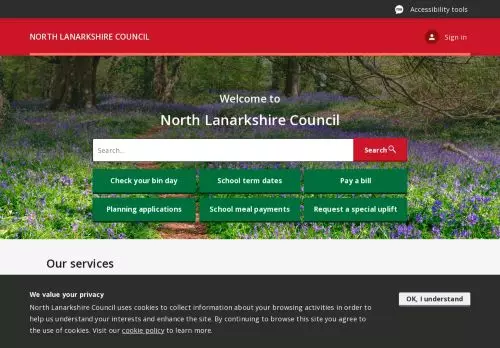 Accessibility tools
NORTH LANARKSHIRE COUNCIL
Sign in
Welcome to
North Lanarkshire Council
Search...
Search
Check your bin day
School term dates
Pay a bill
Planning applications
School meal payments
Request a special uplift
Our services
We value your privacy
North Lanarkshire Council uses cookies to collect information about your browsing activities in order to
help us understand your interests and enhance the site. By continuing to browse this site you agree to
the use of cookies. Visit our cookie policy to learn more.
OK, I understand